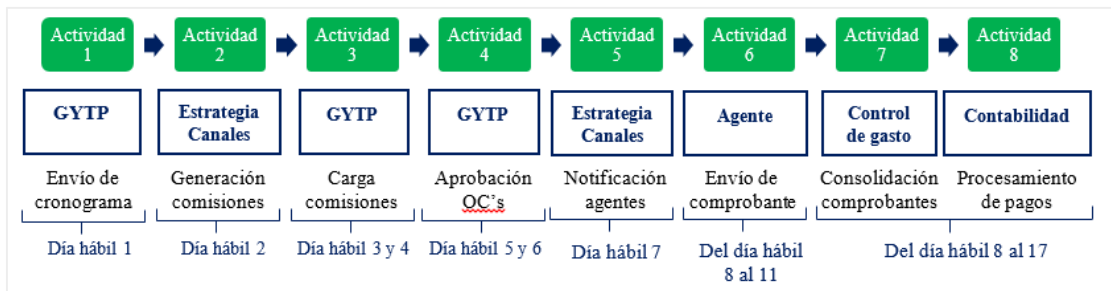 Actividad
1
Actividad
2
Actividad
3
Actividad
4
Actividad
5
Actividad
6
Actividad
7
Actividad
8
GYTP
Estrategia
Canales
GYTP
GYTP
Estrategia
Canales
Agente
Control
de gasto
Contabilidad
Envío de
cronograma
Generación
comisiones
Carga
comisiones
Aprobación
OC’s
Notificación
agentes
Envío de
comprobante
Consolidación
comprobantes
Procesamiento
de pagos
Día hábil 1
Día hábil 2
Día hábil 3 y 4
Día hábil 5 y 6
Día hábil 7
Del día hábil
8 al 11
Del día hábil 8 al 17